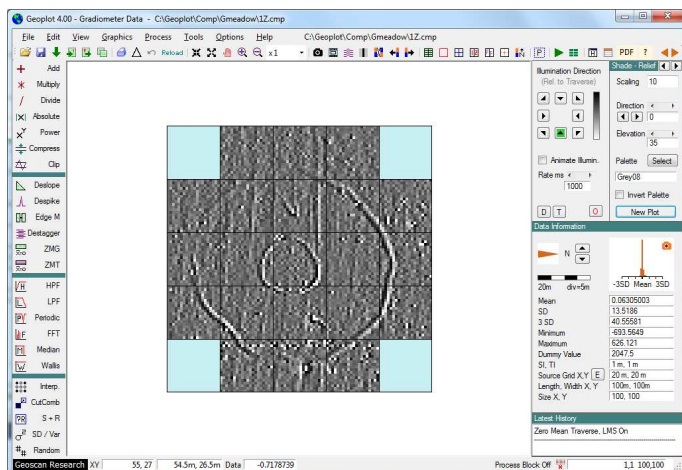 Geoplot 4.00 - Gradiometer Data - C:\Geoplot\Comp\Gmeadow\1Z.cmp
File Edit View Graphics Process Tools Options Help C:\Geoplot\Comp\Gmeadow\1Z.cmp
Reload x1 P PDF ?
Add
Multiply
Divide
Absolute
Power
Compress
Clip
Deslope
Despike
Edge M
Destagger
ZMG
ZMT
HPF
LPF
Periodic
FFT
Median
Wallis
Interp.
CutComb
S + R
SD / Var
Random
Illumination Direction
(Rel. to Traverse)
Animate Illumin.
Rate ms
1000
D T 0
Shade - Relief
Scaling 10
Direction
0
Elevation
35
Palette Select
Grey08
Invert Palette
New Plot
Data Information
N
20m div=5m
-3SD Mean 3SD
Mean 0.06305003
SD 13.5186
3 SD 40.55581
Minimum -693.5649
Maximum 626.121
Dummy Value 2047.5
SI, TI 1 m, 1 m
Source Grid X,Y E 20 m, 20 m
Length, Width X, Y 100m, 100m
Size X, Y 100, 100
Latest History
Zero Mean Traverse, LMS On
Geoscan Research XY 55, 27 54.5m, 26.5m Data -0.7178739 Process Block Off 1,1 100,100